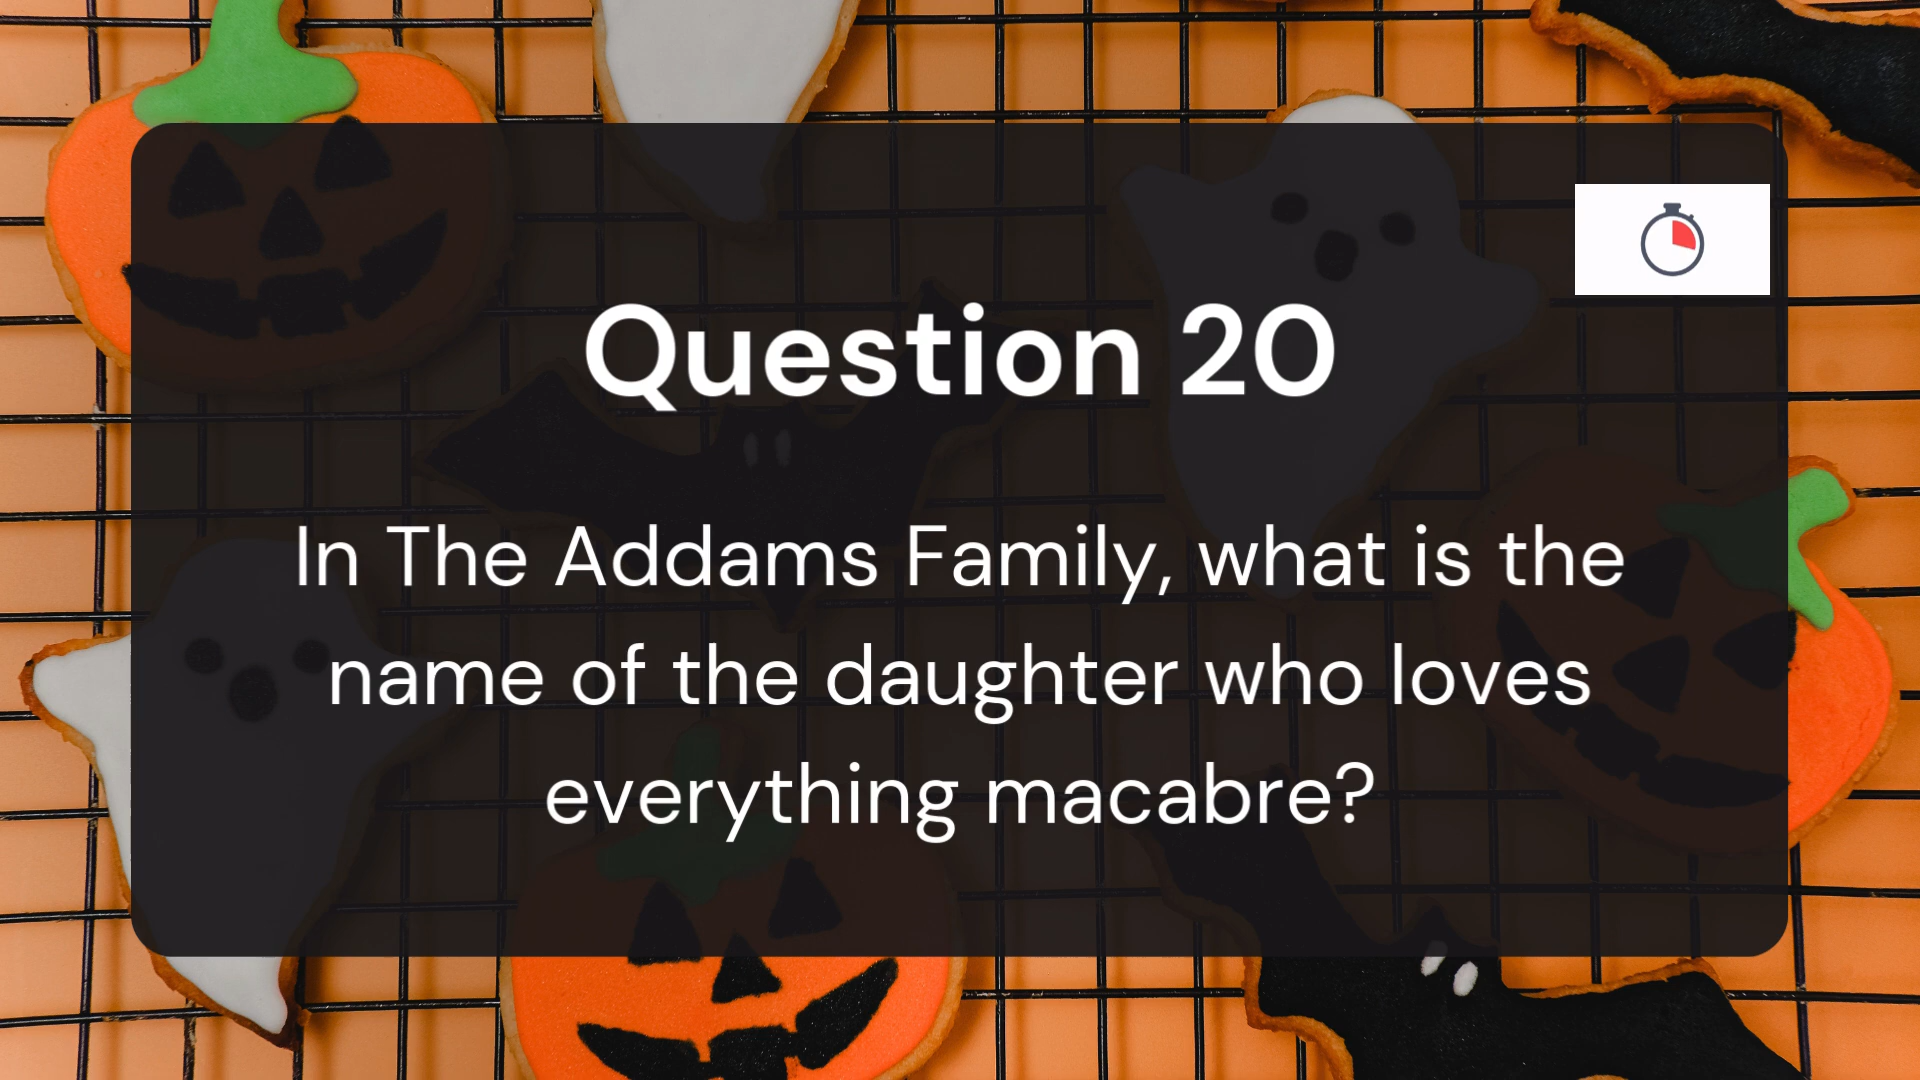 Question 20
In The Addams Family, what is the
name of the daughter who loves
everything macabre?